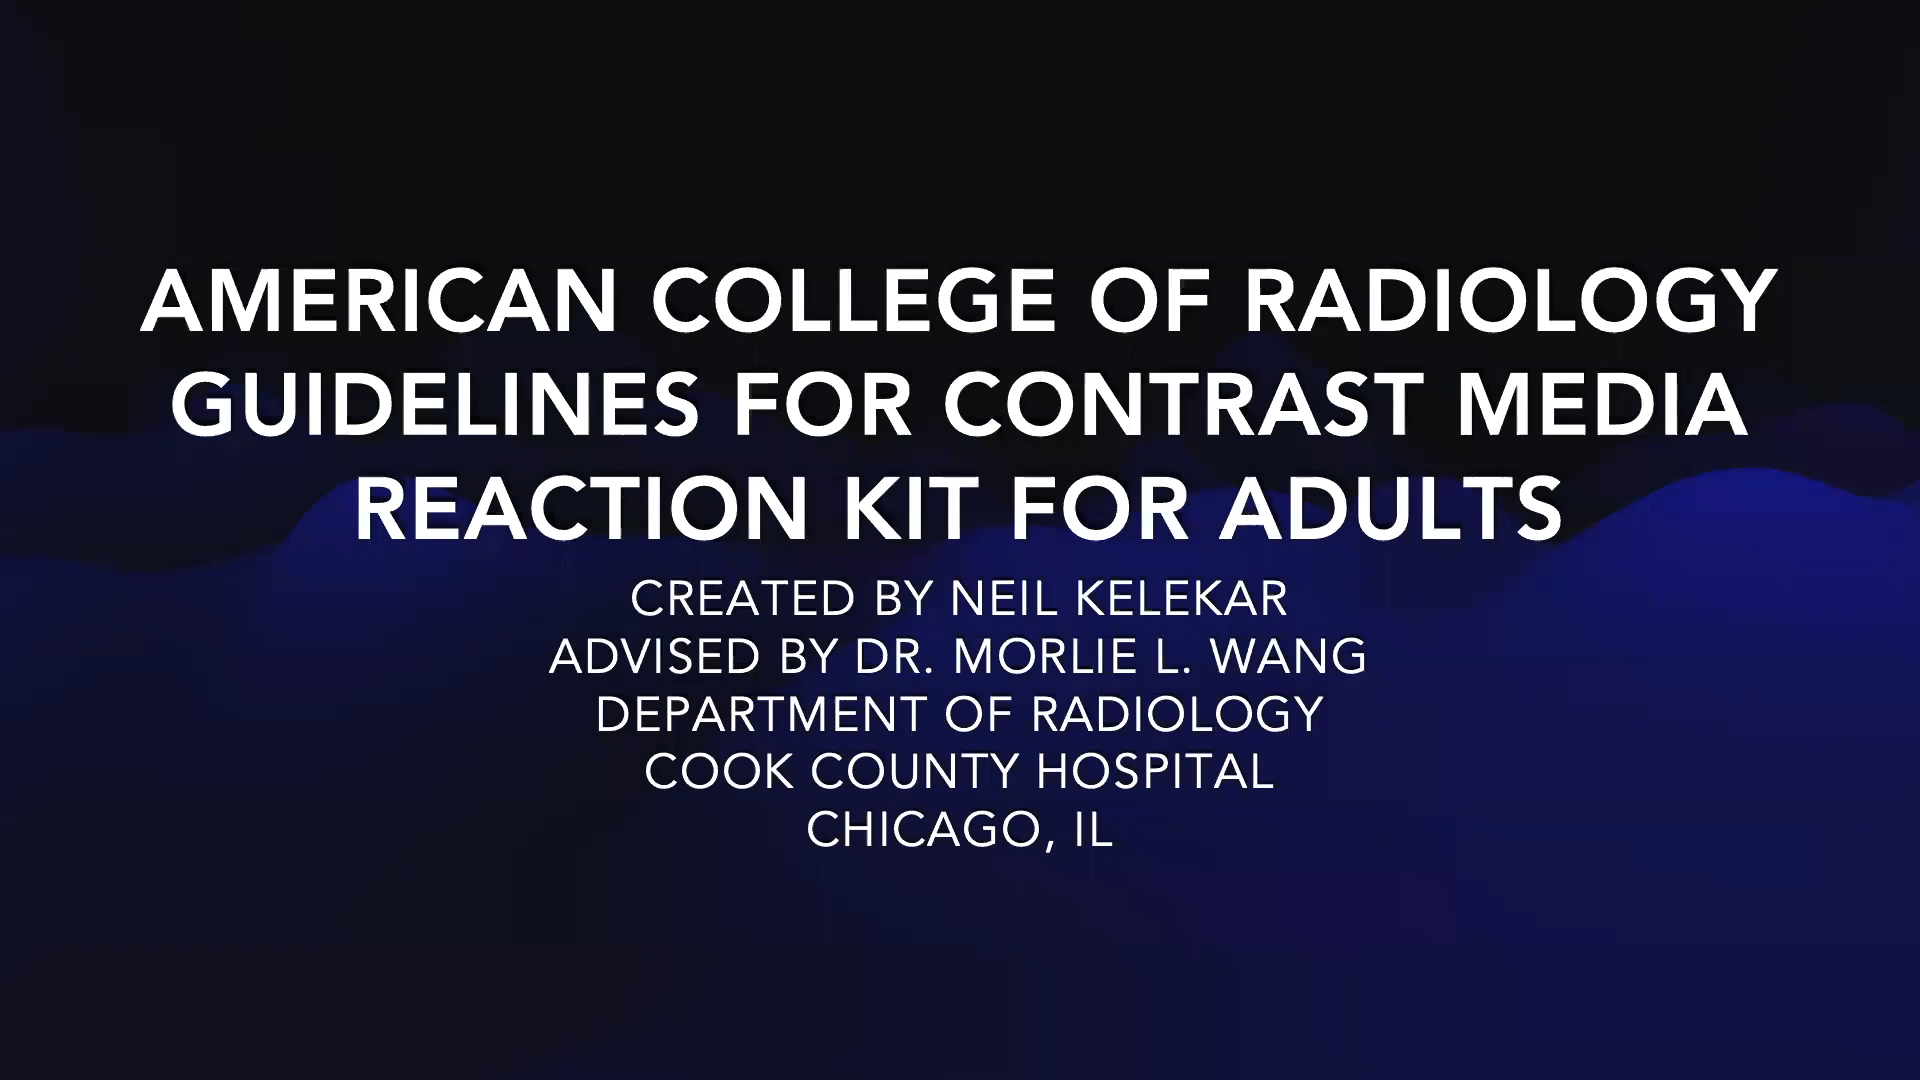 AMERICAN COLLEGE OF RADIOLOGY
GUIDELINES FOR CONTRAST MEDIA
REACTION KIT FOR ADULTS
CREATED BY NEIL KELEKAR
ADVISED BY DR. MORLIE L. WANG
DEPARTMENT OF RADIOLOGY
COOK COUNTY HOSPITAL
CHICAGO, IL